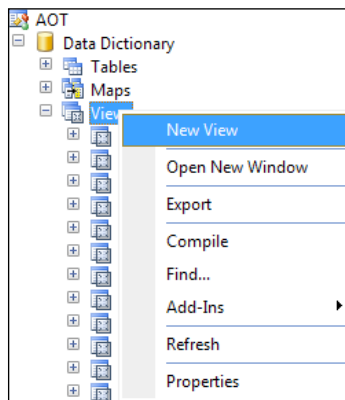 AOT
Data Dictionary
Tables
Maps
View
New View
Open New Window
Export
Compile
Find...
Add-Ins
Refresh
Properties